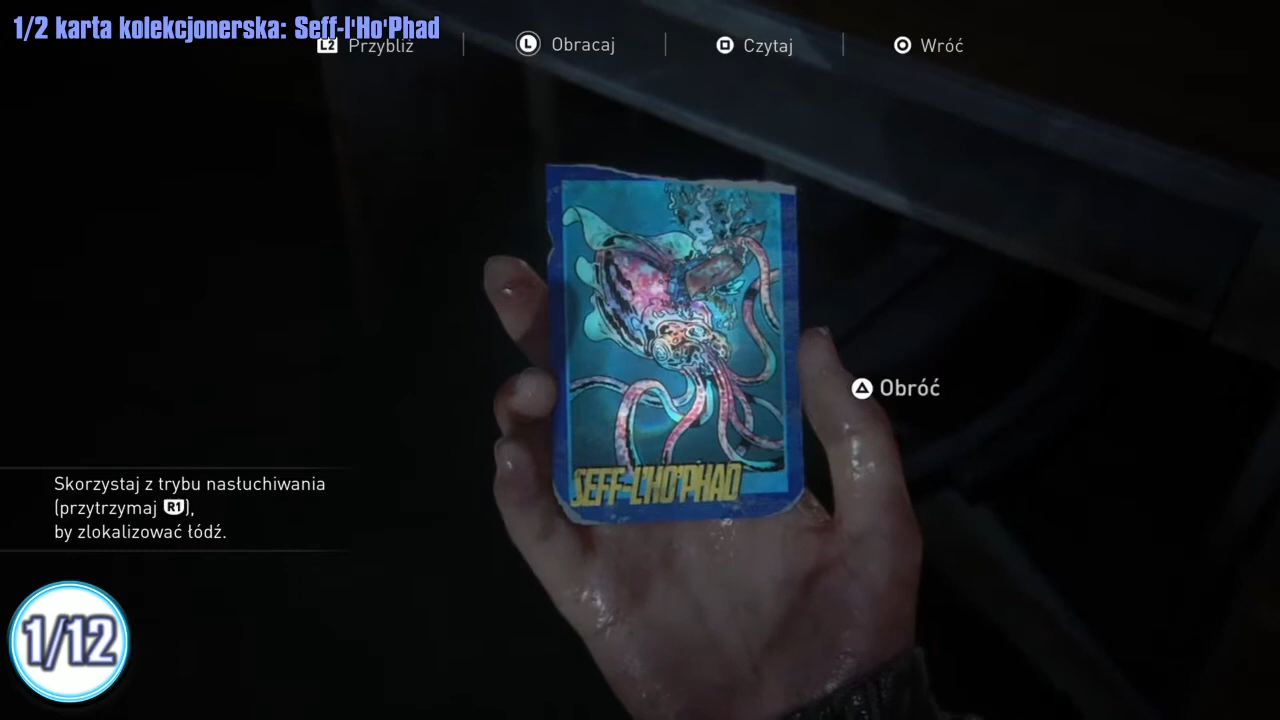 1/2 karta kolekcjonerska: Seff-l'Ho'Phad
L2 Przybliż
L Obracaj
Czytaj
Wróć
Obróć
SEFF-L'HO'PHAD
Skorzystaj z trybu nasłuchiwania
(przytrzymaj R1),
by zlokalizować łódź.
1/12